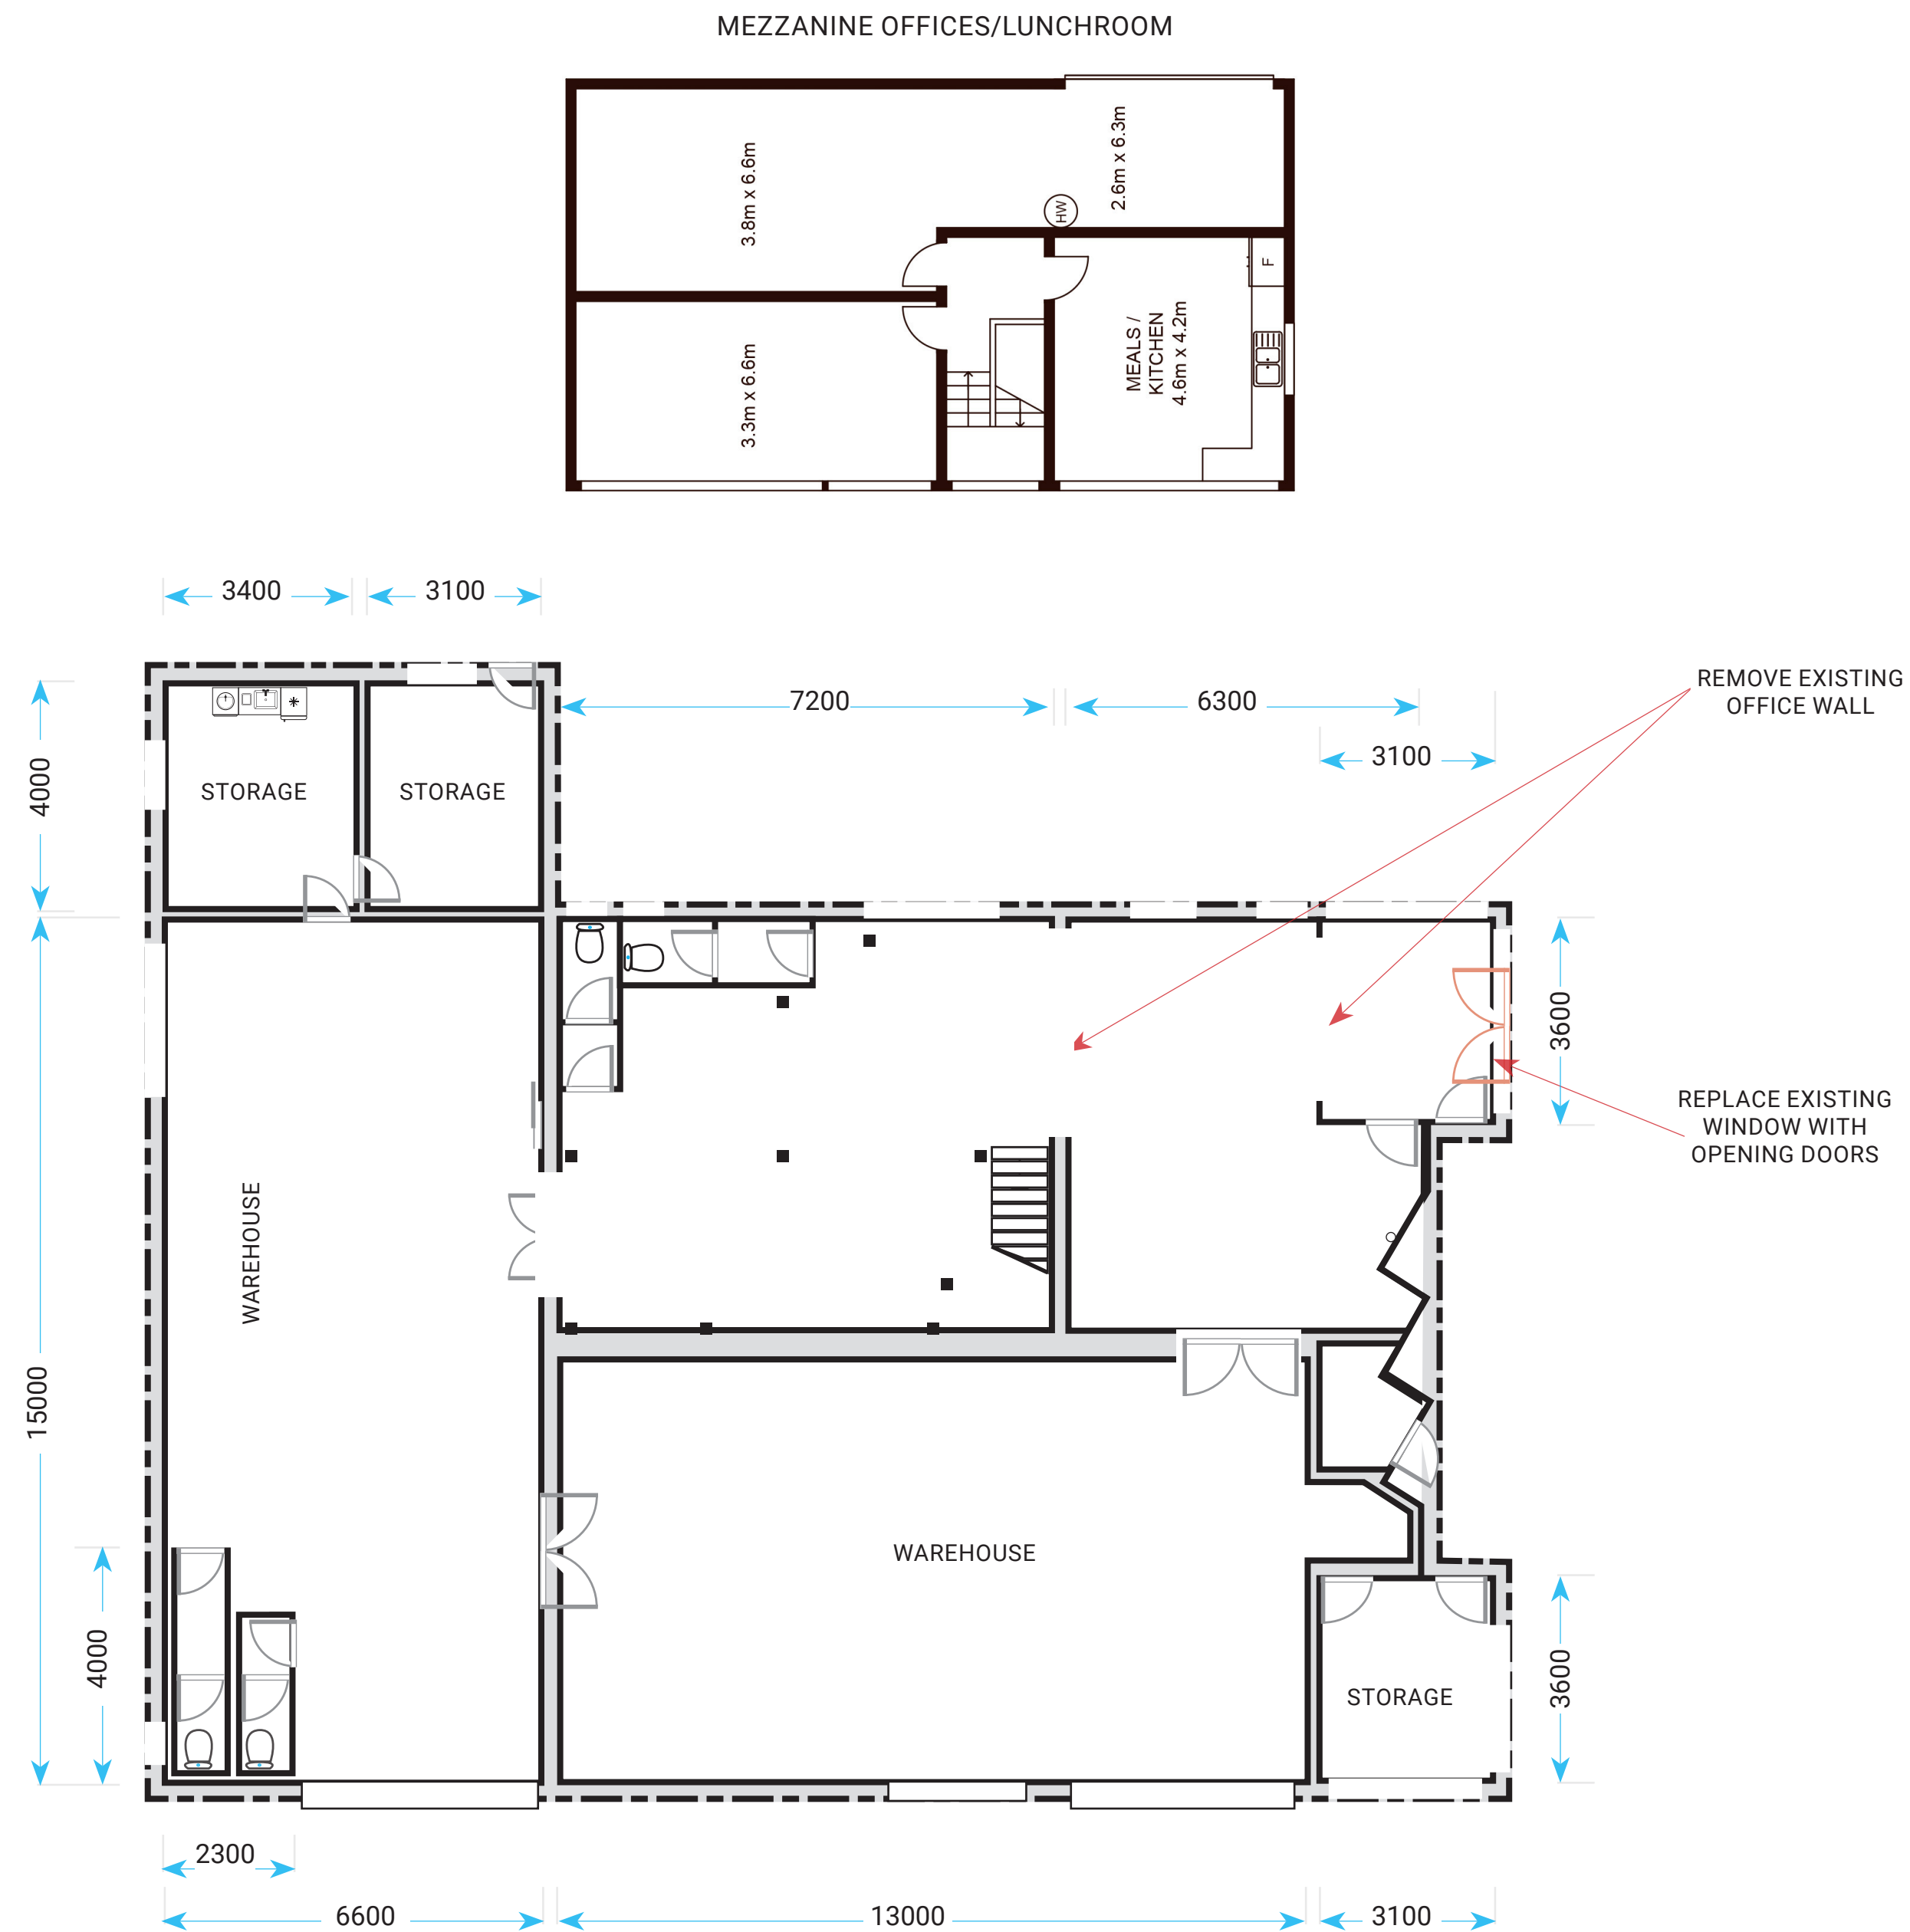 MEZZANINE OFFICES/LUNCHROOM
3.8m x 6.6m
2.6m x 6.3m
HW
F
3.3m x 6.6m
MEALS /
KITCHEN
4.6m x 4.2m
3400
3100
7200
6300
3100
REMOVE EXISTING
OFFICE WALL
4000
STORAGE
STORAGE
3600
REPLACE EXISTING
WINDOW WITH
OPENING DOORS
WAREHOUSE
15000
WAREHOUSE
4000
STORAGE
3600
2300
6600
13000
3100